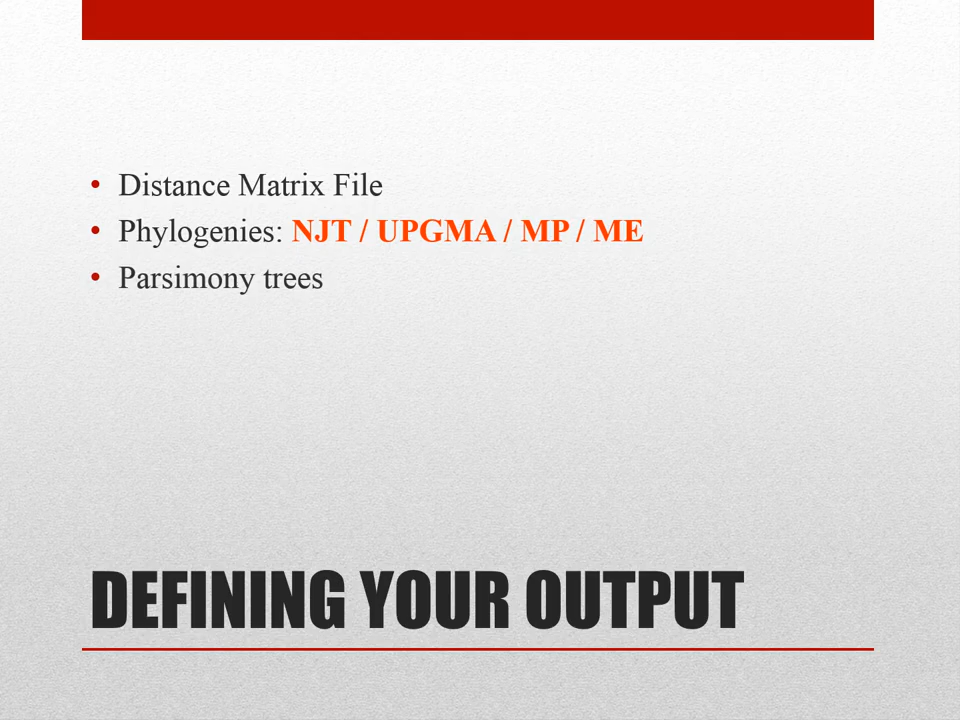 • Distance Matrix File
• Phylogenies: NJT / UPGMA / MP / ME
• Parsimony trees
DEFINING YOUR OUTPUT